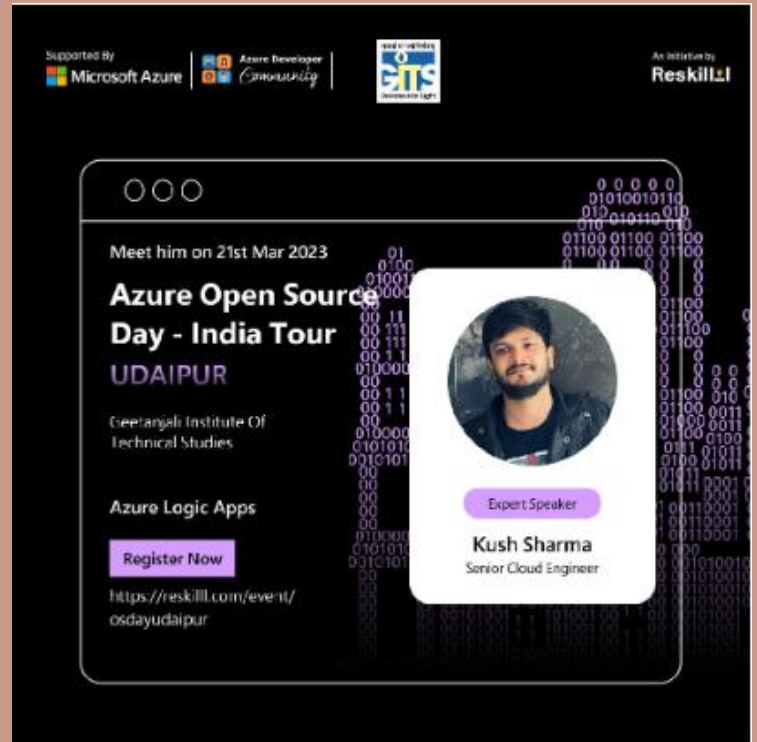 Supported By
Microsoft Azure
Azure Developer
Community
GITS
An Initiative by
Reskilll
Meet him on 21st Mar 2023
Azure Open Source
Day - India Tour
UDAIPUR
Geetanjali Institute Of
Technical Studies
Azure Logic Apps
Register Now
https://reskilll.com/event/
osdayudaipur
Expert Speaker
Kush Sharma
Senior Cloud Engineer